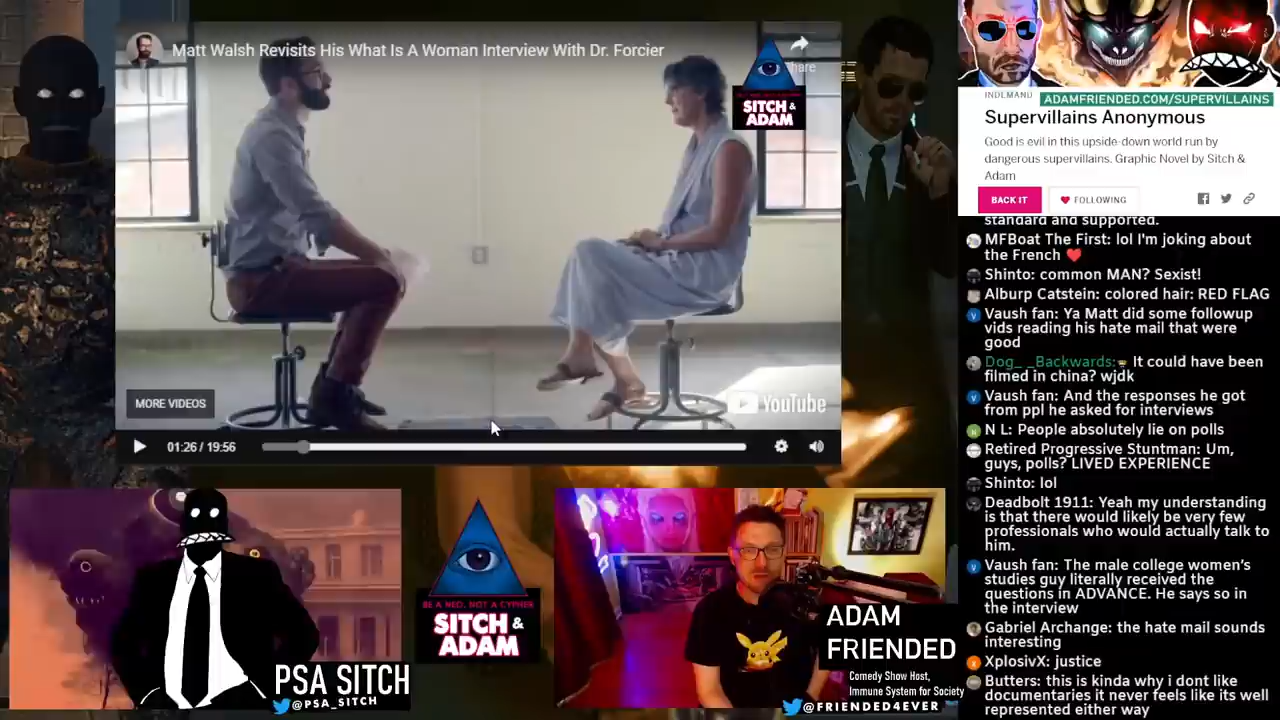 Matt Walsh Revisits His What Is A Woman Interview With Dr. Forcier
Share
SITCH &
ADAM
MORE VIDEOS
YouTube
01:26 / 19:56
INDEMAND
ADAMFRIENDED.COM/SUPERVILLAINS
Supervillains Anonymous
Good is evil in this upside-down world run by
dangerous supervillains. Graphic Novel by Sitch &
Adam
BACK IT
FOLLOWING
standard and supported.
MFBoat The First: lol I'm joking about
the French ❤️
Shinto: common MAN? Sexist!
Alburp Catstein: colored hair: RED FLAG
V
Vaush fan: Ya Matt did some followup
vids reading his hate mail that were
good
Dog_ _Backwards: It could have been
filmed in china? wjdk
V
Vaush fan: And the responses he got
from ppl he asked for interviews
N
N L: People absolutely lie on polls
Retired Progressive Stuntman: Um,
guys, polls? LIVED EXPERIENCE
Shinto: lol
Deadbolt 1911: Yeah my understanding
is that there would likely be very few
professionals who would actually talk to
him.
V
Vaush fan: The male college women's
studies guy literally received the
questions in ADVANCE. He says so in
the interview
Gabriel Archange: the hate mail sounds
interesting
X
XplosivX: justice
Butters: this is kinda why i dont like
documentaries it never feels like its well
represented either way
PSA SITCH
@PSA_SITCH
BE A NEO, NOT A CYPHER
SITCH &
ADAM
ADAM
FRIENDED
Comedy Show Host,
Immune System for Society
@FRIENDED4EVER